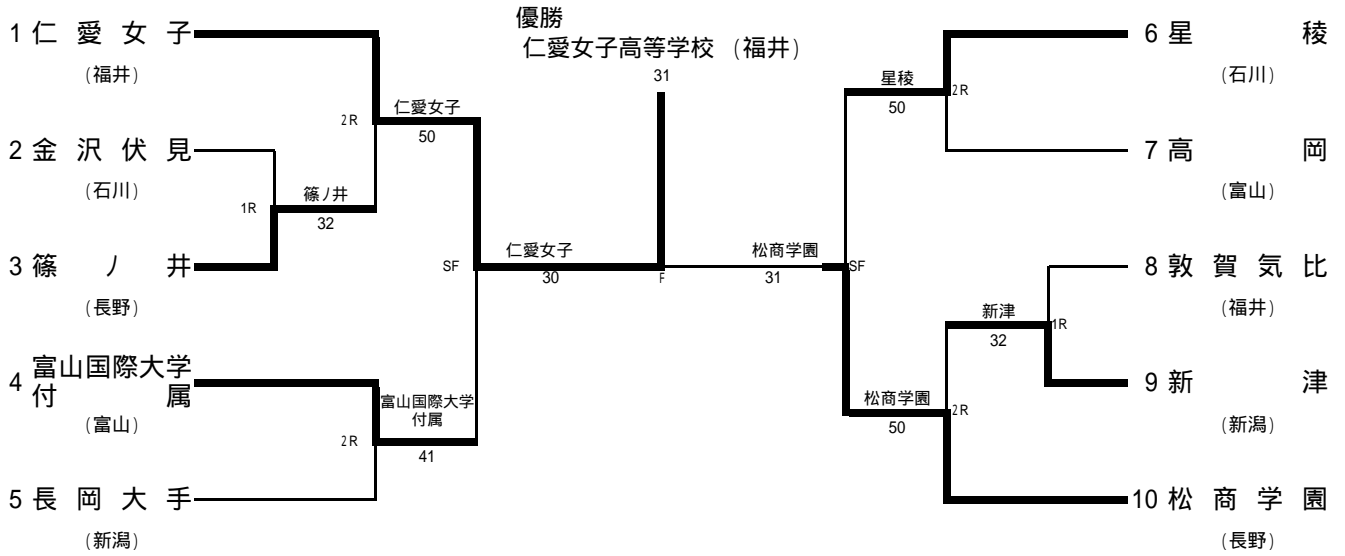 優勝
仁愛女子高等学校 (福井)
31
1 仁愛女子
(福井)
2 金沢伏見
(石川)
3 篠ノ井
(長野)
4 富山国際大学
付属
(富山)
5 長岡大手
(新潟)
2R
仁愛女子
50
1R
篠ノ井
32
SF
仁愛女子
30
F
2R
富山国際大学
付属
41
松商学園
31
SF
星稜
50
2R
新津
32
1R
松商学園
50
2R
6 星稜
(石川)
7 高岡
(富山)
8 敦賀気比
(福井)
9 新津
(新潟)
10 松商学園
(長野)